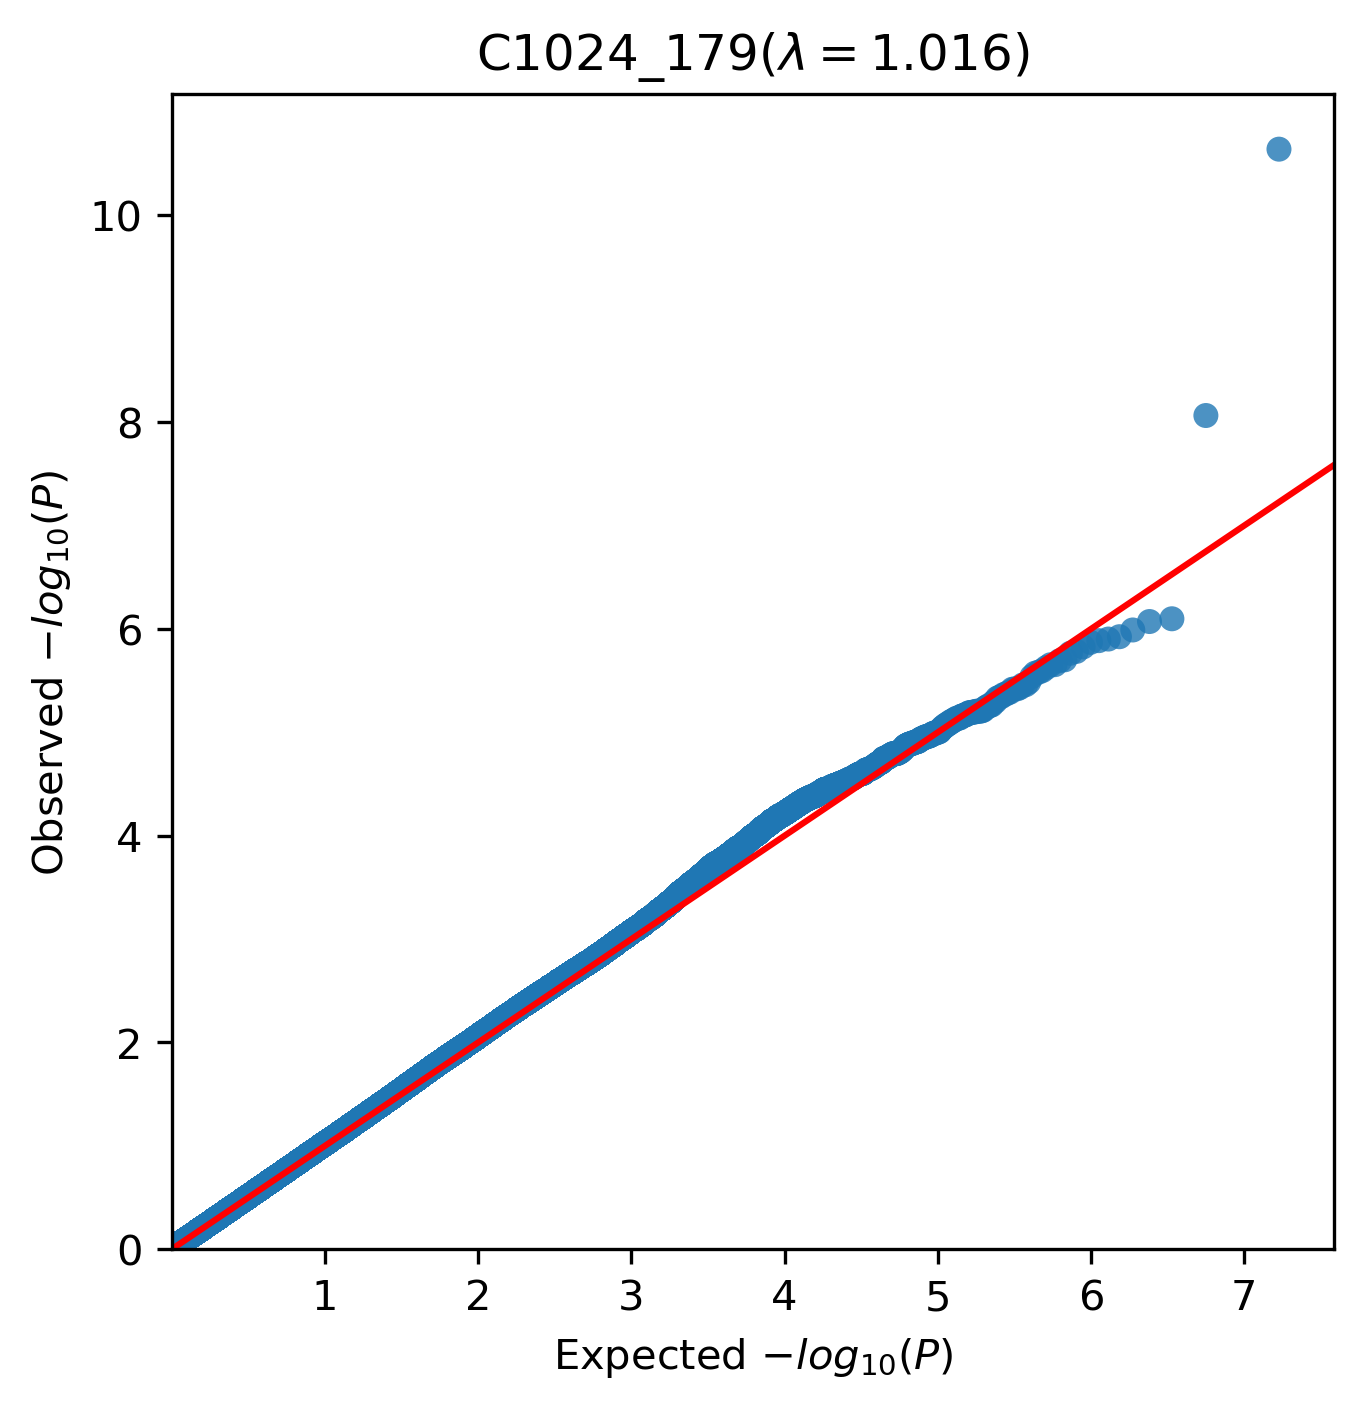 C1024_179(λ = 1.016)
Observed −log₁₀(P)
10
8
6
4
2
0
1 2 3 4 5 6 7
Expected −log₁₀(P)